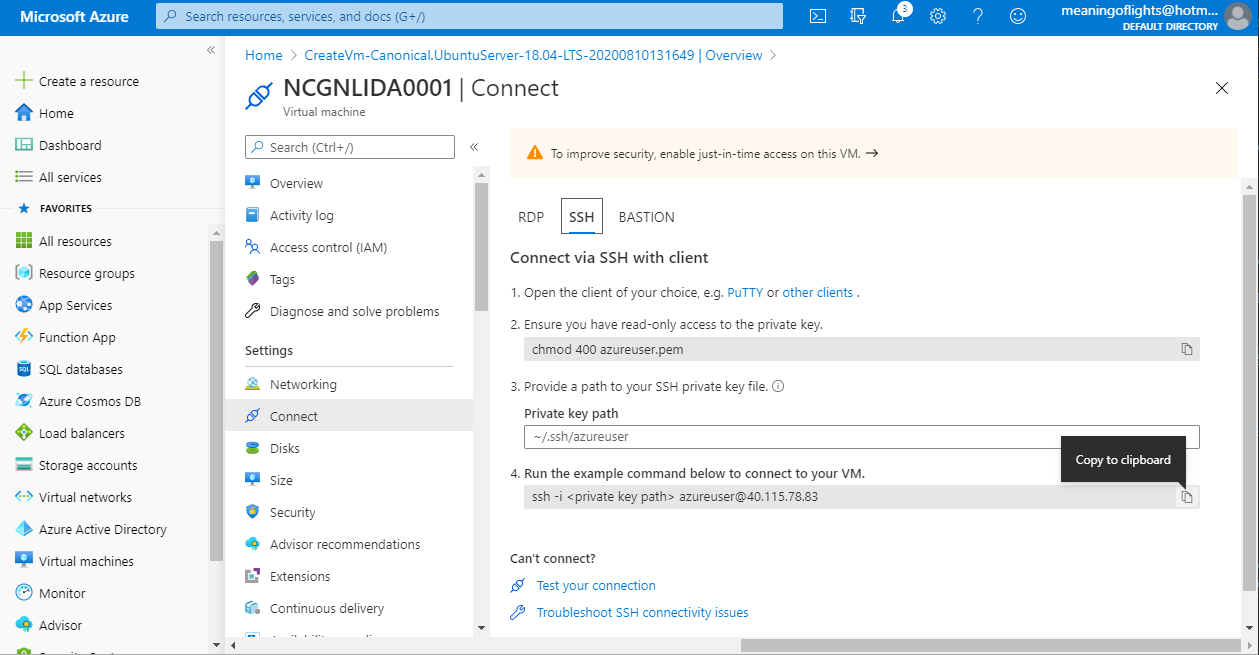 Microsoft Azure
Search resources, services, and docs (G+/)
3
meaningoflights@hotm...
DEFAULT DIRECTORY
«
Create a resource
Home
Dashboard
All services
FAVORITES
All resources
Resource groups
App Services
Function App
SQL databases
Azure Cosmos DB
Load balancers
Storage accounts
Virtual networks
Azure Active Directory
Virtual machines
Monitor
Advisor
Home > CreateVm-Canonical.UbuntuServer-18.04-LTS-20200810131649 | Overview >
NCGNLIDA0001 | Connect
Virtual machine
Search (Ctrl+/)
«
Overview
Activity log
Access control (IAM)
Tags
Diagnose and solve problems
Settings
Networking
Connect
Disks
Size
Security
Advisor recommendations
Extensions
Continuous delivery
To improve security, enable just-in-time access on this VM. →
RDP SSH BASTION
Connect via SSH with client
1. Open the client of your choice, e.g. PuTTY or other clients .
2. Ensure you have read-only access to the private key.
chmod 400 azureuser.pem
3. Provide a path to your SSH private key file.
Private key path
~/.ssh/azureuser
Copy to clipboard
4. Run the example command below to connect to your VM.
ssh -i <private key path> azureuser@40.115.78.83
Can't connect?
Test your connection
Troubleshoot SSH connectivity issues